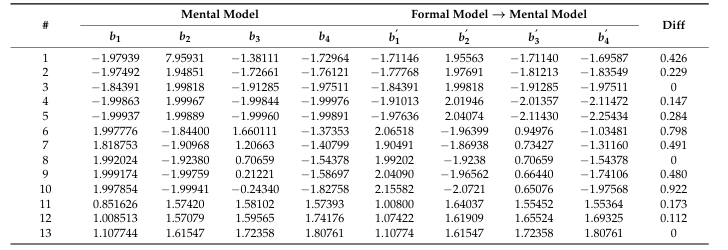 # Mental Model Formal Model → Mental Model Diff
b1 b2 b3 b4 b1′ b2′ b3′ b4′
1 −1.97939 7.95931 −1.38111 −1.72964 −1.71146 1.95563 −1.71140 −1.69587 0.426
2 −1.97492 1.94851 −1.72661 −1.76121 −1.77768 1.97691 −1.81213 −1.83549 0.229
3 −1.84391 1.99818 −1.91285 −1.97511 −1.84391 1.99818 −1.91285 −1.97511 0
4 −1.99863 1.99967 −1.99844 −1.99976 −1.91013 2.01946 −2.01357 −2.11472 0.147
5 −1.99937 1.99889 −1.99960 −1.99891 −1.97636 2.04074 −2.11430 −2.25434 0.284
6 1.997776 −1.84400 1.660111 −1.37353 2.06518 −1.96399 0.94976 −1.03481 0.798
7 1.818753 −1.90968 1.20663 −1.40799 1.90491 −1.86938 0.73427 −1.31160 0.491
8 1.992024 −1.92380 0.70659 −1.54378 1.99202 −1.9238 0.70659 −1.54378 0
9 1.999174 −1.99759 0.21221 −1.58697 2.04090 −1.96562 0.66440 −1.74106 0.480
10 1.997854 −1.99941 −0.24340 −1.82758 2.15582 −2.0721 0.65076 −1.97568 0.922
11 0.851626 1.57420 1.58102 1.57393 1.00800 1.64037 1.55452 1.55364 0.173
12 1.008513 1.57079 1.59565 1.74176 1.07422 1.61909 1.65524 1.69325 0.112
13 1.107744 1.61547 1.72358 1.80761 1.10774 1.61547 1.72358 1.80761 0